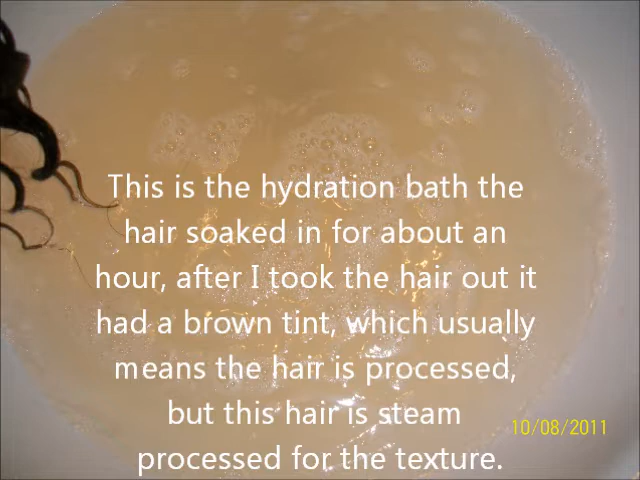 This is the hydration bath the
hair soaked in for about an
hour, after I took the hair out it
had a brown tint, which usually
means the hair is processed,
but this hair is steam
10/08/2011
processed for the texture.